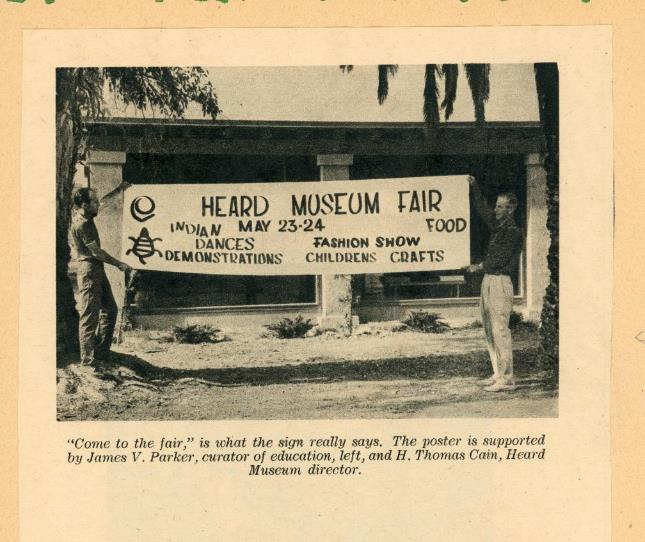 HEARD MUSEUM FAIR
INDIAN MAY 23-24 FOOD
DANCES FASHION SHOW
DEMONSTRATIONS CHILDRENS CRAFTS
"Come to the fair," is what the sign really says. The poster is supported
by James V. Parker, curator of education, left, and H. Thomas Cain, Heard
Museum director.